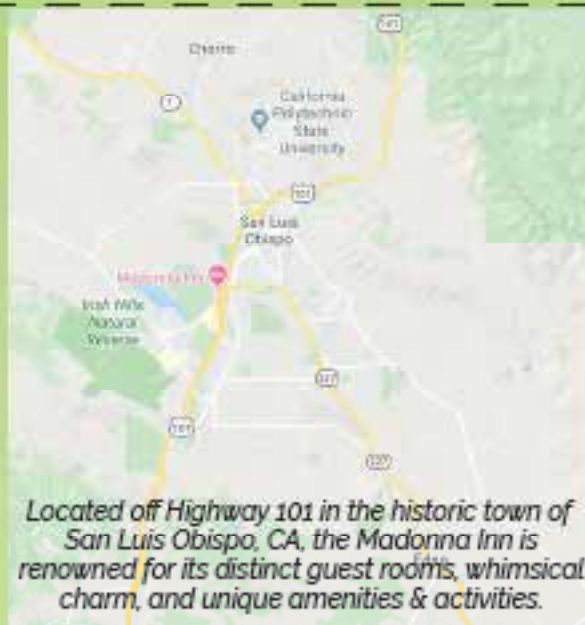 101
Chorro
1
California
Polytechnic
State
University
101
San Luis
Obispo
Madonna Inn
Irish Hills
Natural
Reserve
227
101
227
Located off Highway 101 in the historic town of
San Luis Obispo, CA, the Madonna Inn is
renowned for its distinct guest rooms, whimsical
charm, and unique amenities & activities.